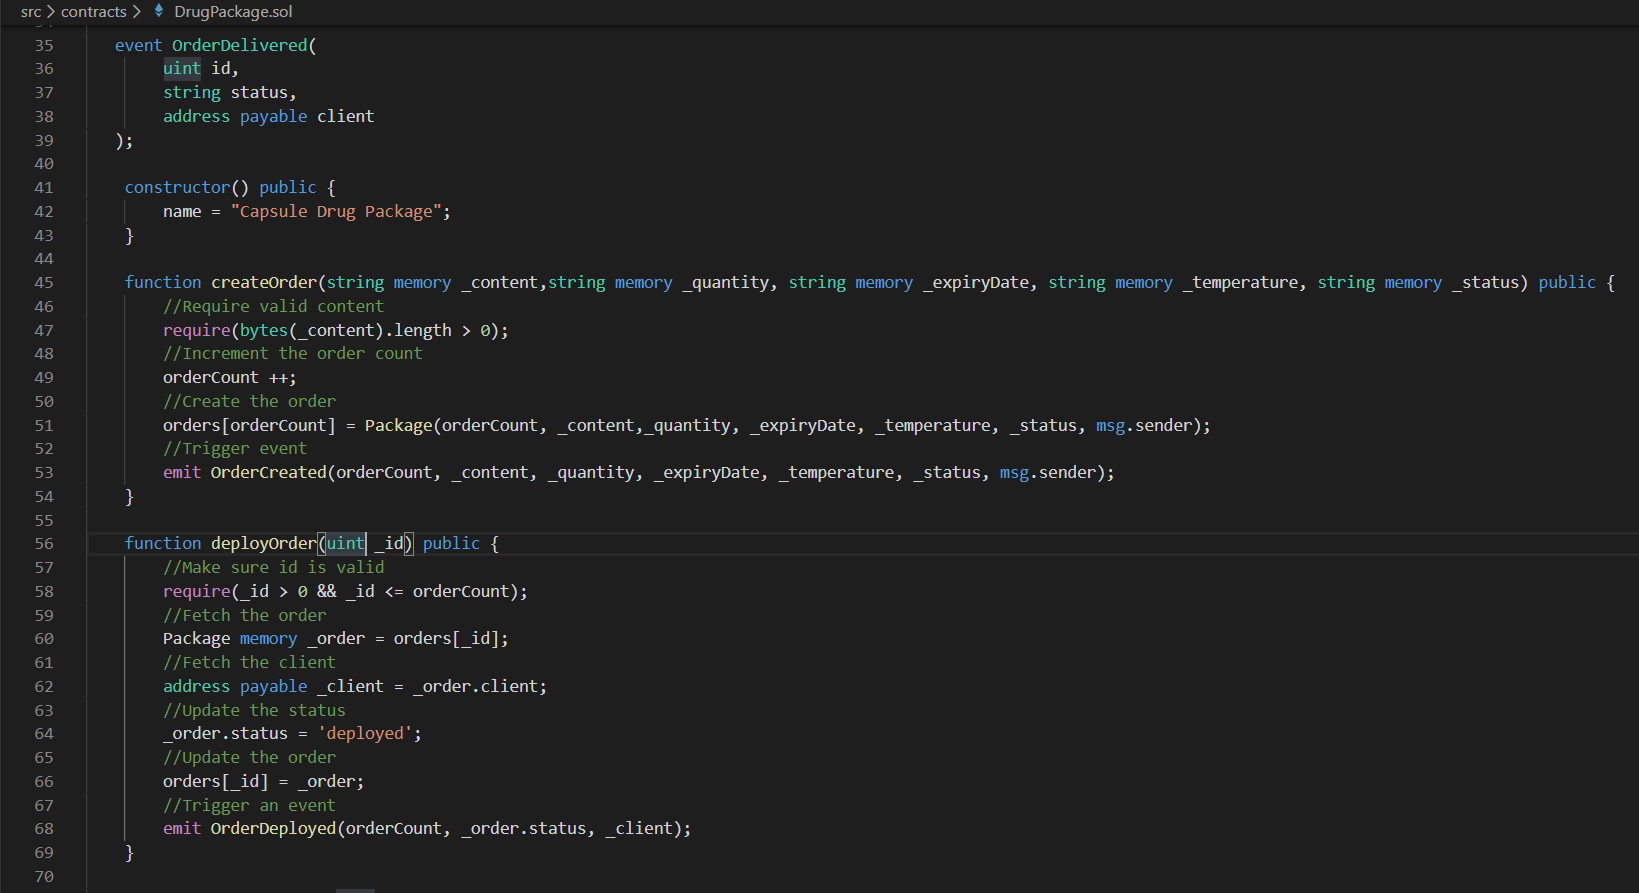 src > contracts > DrugPackage.sol
35 event OrderDelivered(
36 uint id,
37 string status,
38 address payable client
39 );
40
41 constructor() public {
42 name = "Capsule Drug Package";
43 }
44
45 function createOrder(string memory _content,string memory _quantity, string memory _expiryDate, string memory _temperature, string memory _status) public {
46 //Require valid content
47 require(bytes(_content).length > 0);
48 //Increment the order count
49 orderCount ++;
50 //Create the order
51 orders[orderCount] = Package(orderCount, _content,_quantity, _expiryDate, _temperature, _status, msg.sender);
52 //Trigger event
53 emit OrderCreated(orderCount, _content, _quantity, _expiryDate, _temperature, _status, msg.sender);
54 }
55
56 function deployOrder(uint _id) public {
57 //Make sure id is valid
58 require(_id > 0 && _id <= orderCount);
59 //Fetch the order
60 Package memory _order = orders[_id];
61 //Fetch the client
62 address payable _client = _order.client;
63 //Update the status
64 _order.status = 'deployed';
65 //Update the order
66 orders[_id] = _order;
67 //Trigger an event
68 emit OrderDeployed(orderCount, _order.status, _client);
69 }
70